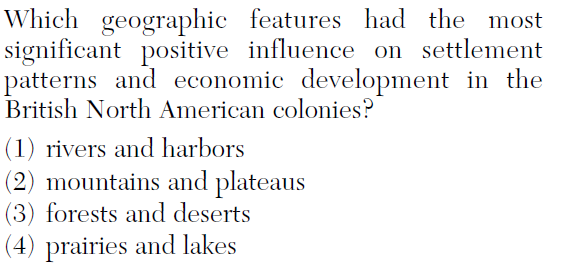 Which geographic features had the most
significant positive influence on settlement
patterns and economic development in the
British North American colonies?
(1) rivers and harbors
(2) mountains and plateaus
(3) forests and deserts
(4) prairies and lakes